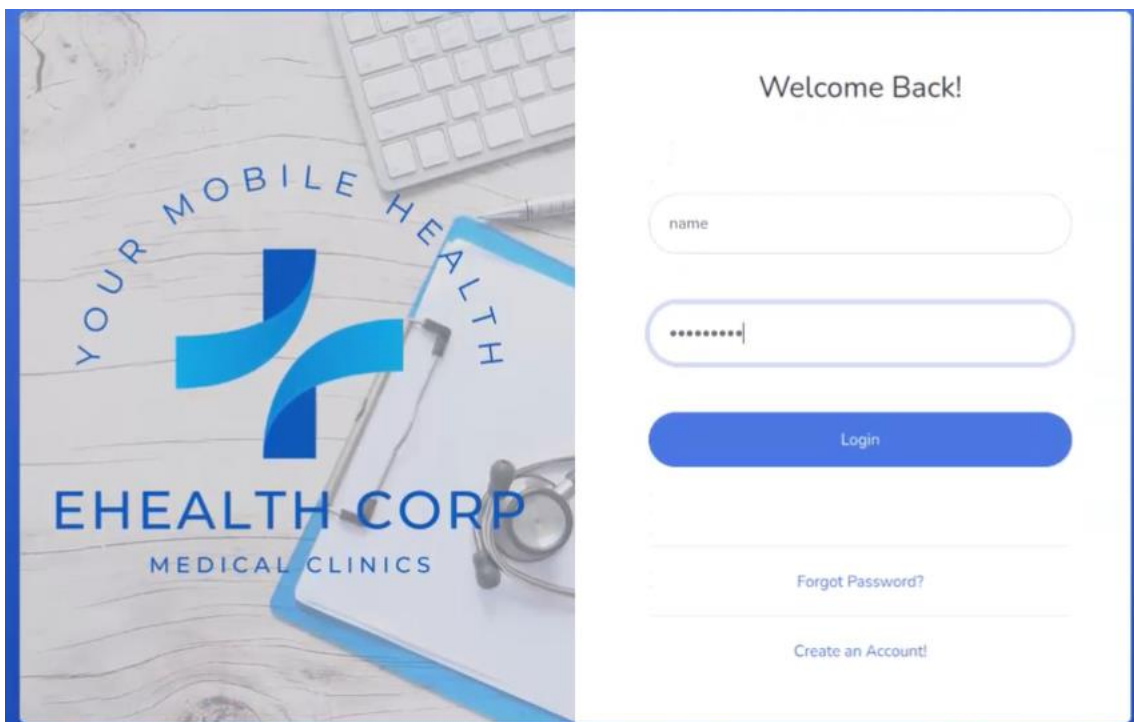 YOUR MOBILE HEALTH
EHEALTH CORP
MEDICAL CLINICS
Welcome Back!
name
•••••••••
Login
Forgot Password?
Create an Account!